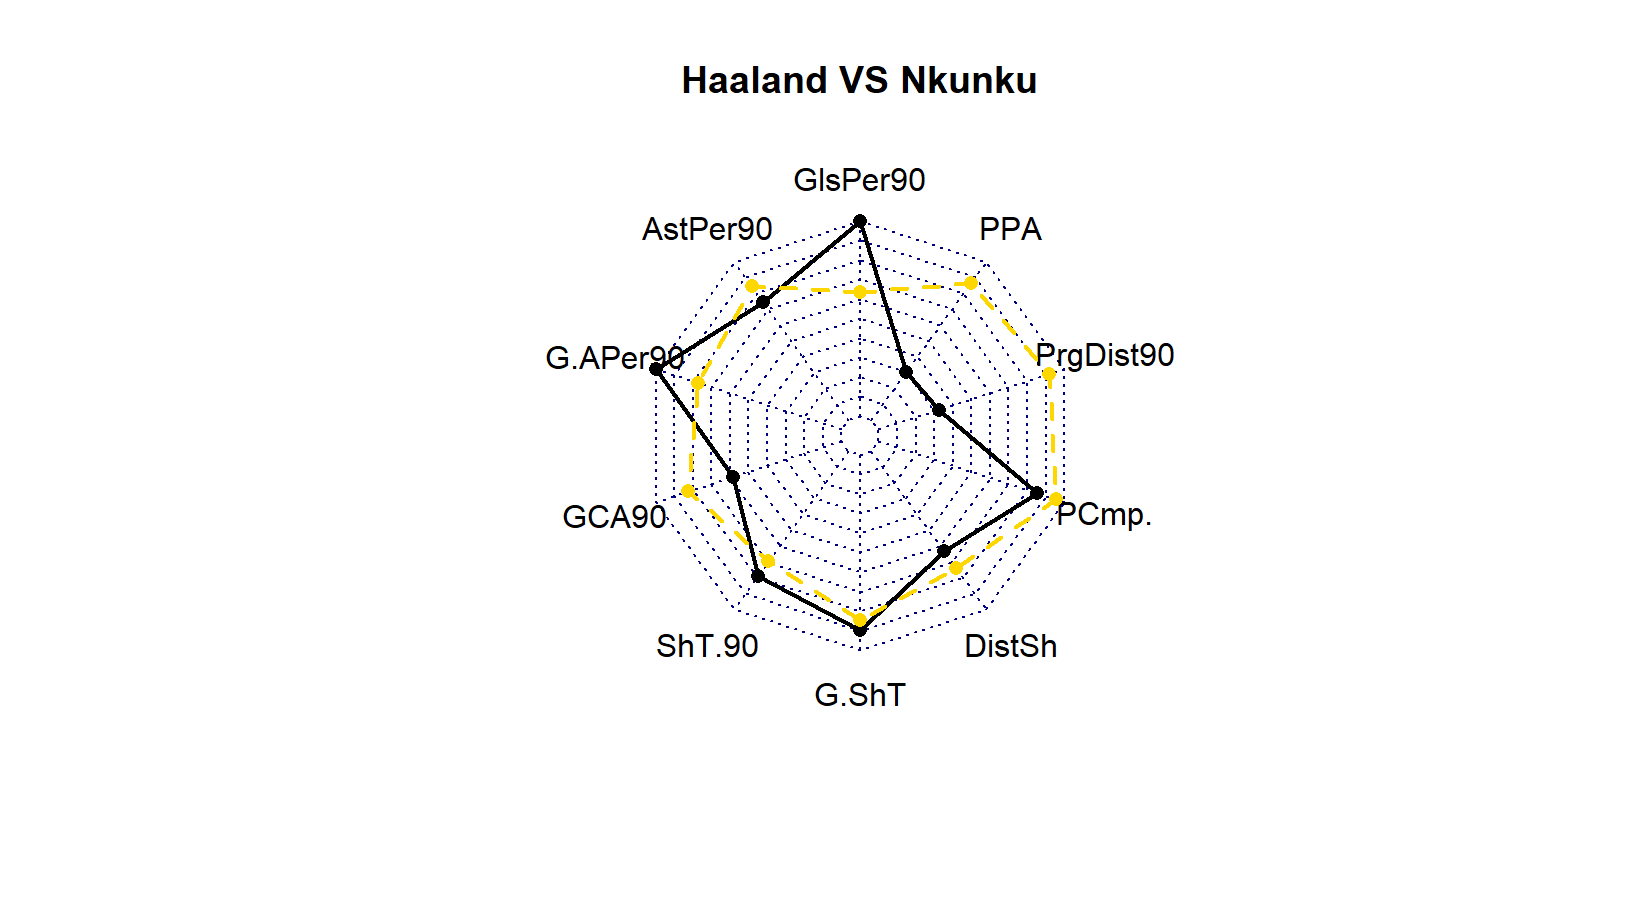 Haaland VS Nkunku
GlsPer90
AstPer90
PPA
G.APer90
PrgDist90
GCA90
PCmp.
ShT.90
DistSh
G.ShT